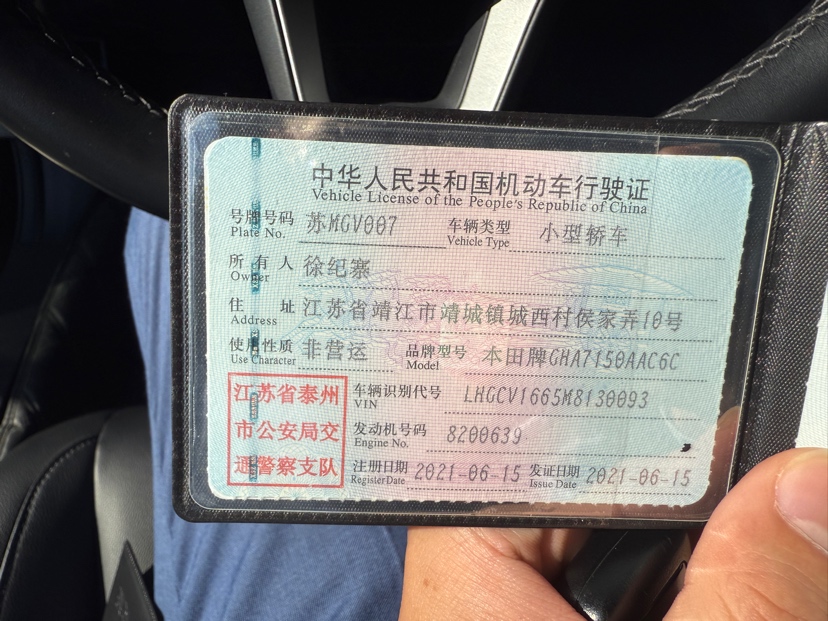 中华人民共和国机动车行驶证
Vehicle License of the People's Republic of China
号牌号码 苏MGV007 车辆类型 小型轿车
Plate No. Vehicle Type
所有人 徐纪寨
Owner
住址 江苏省靖江市靖城镇城西村侯家弄10号
Address
使用性质 非营运 品牌型号 本田牌GHA7150AAC6C
Use Character Model
江苏省泰州 车辆识别代号 LHGCV1665M8130093
VIN
市公安局交 发动机号码 8200639
Engine No.
通警察支队 注册日期 2021-06-15 发证日期 2021-06-15
Register Date Issue Date